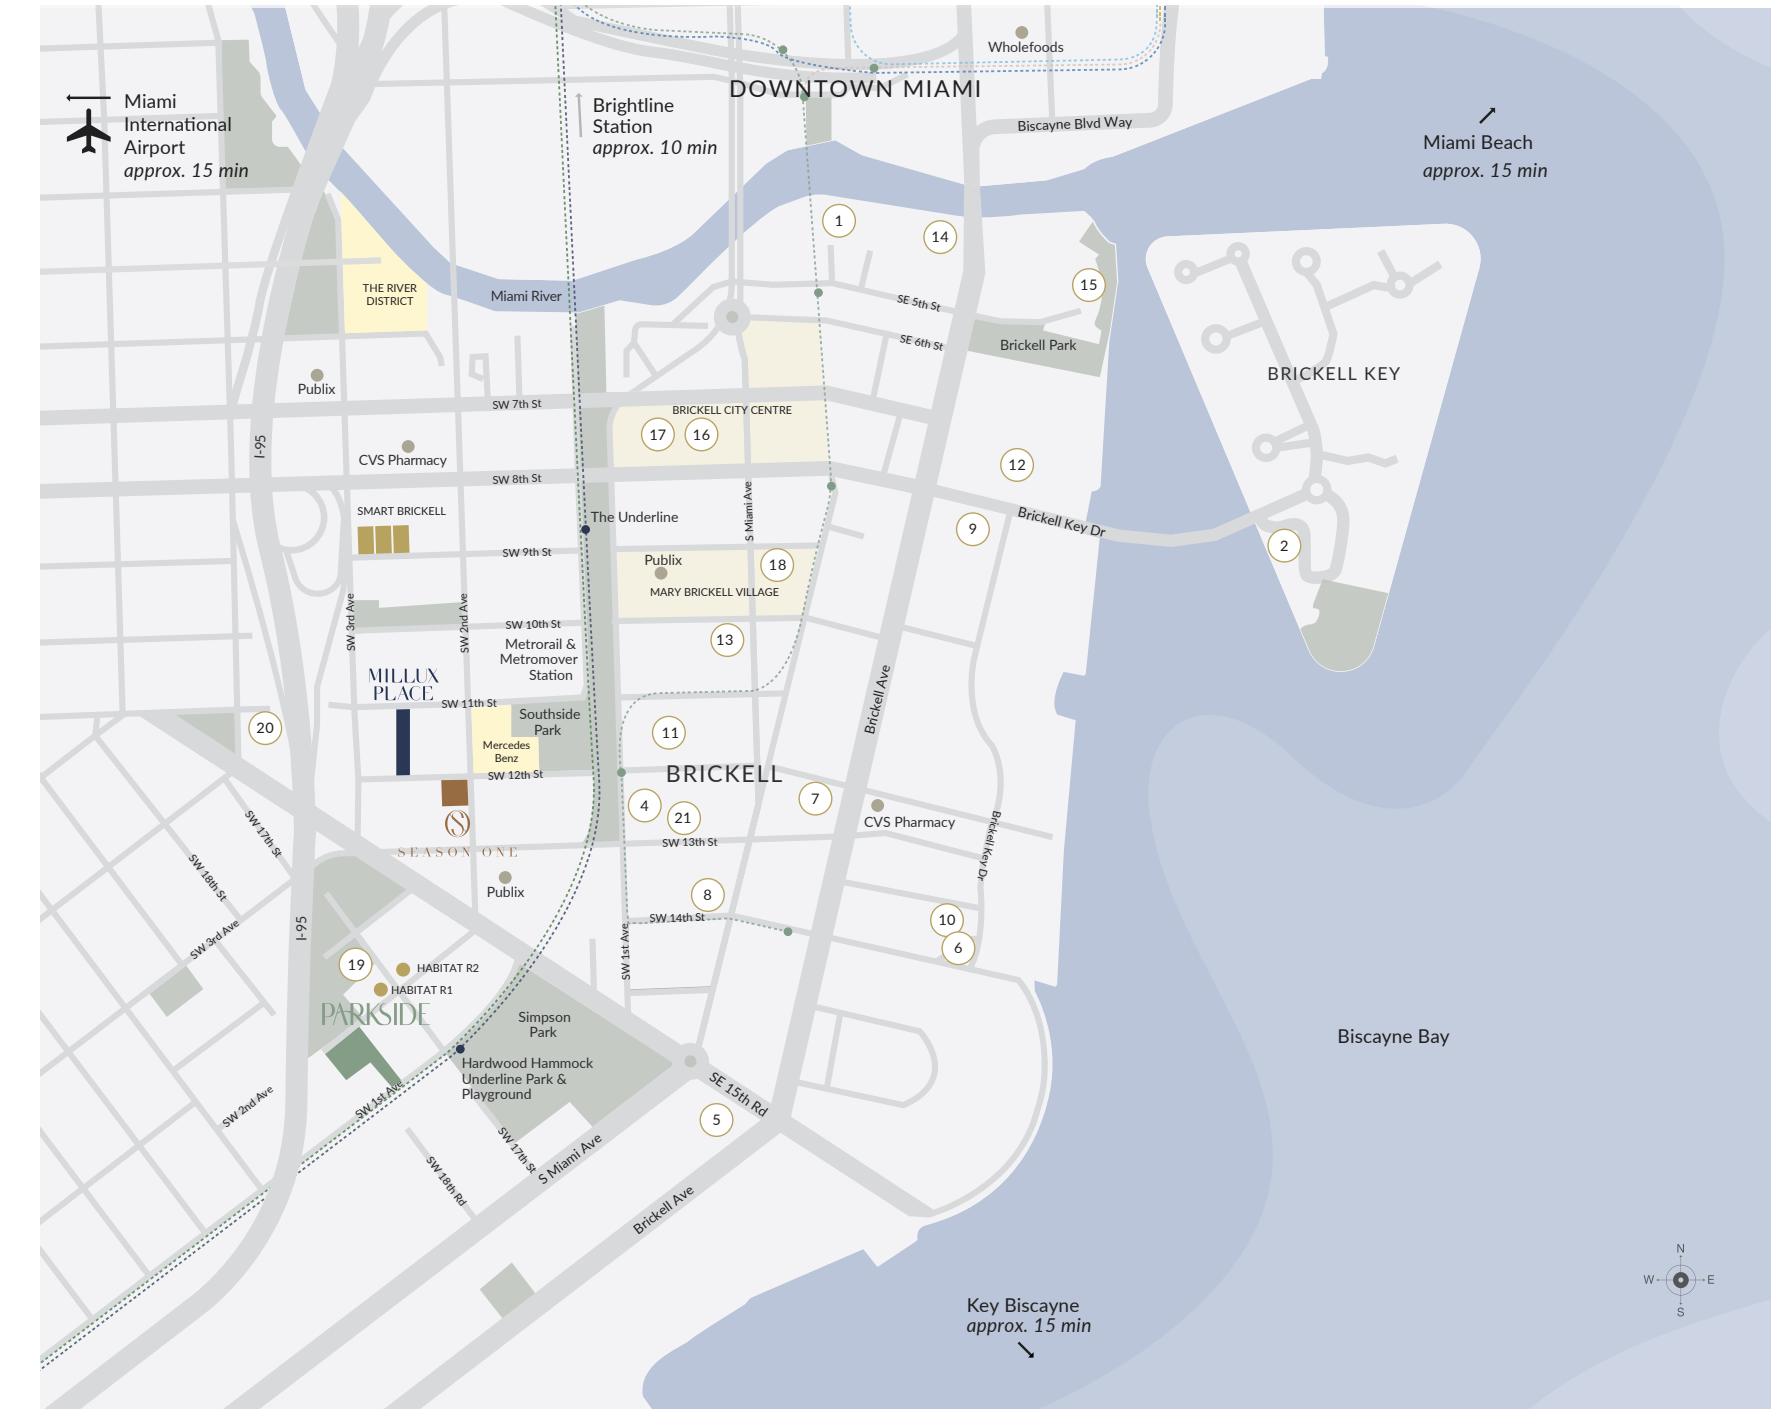 Wholefoods
DOWNTOWN MIAMI
Miami
International
Airport
approx. 15 min
Brightline
Station
approx. 10 min
Biscayne Blvd Way
Miami Beach
approx. 15 min
1
14
15
THE RIVER
DISTRICT
Miami River
SE 5th St
SE 6th St
Brickell Park
BRICKELL KEY
Publix
SW 7th St
BRICKELL CITY CENTRE
17
16
I-95
CVS Pharmacy
SW 8th St
12
SMART BRICKELL
The Underline
S Miami Ave
9
Brickell Key Dr
2
SW 9th St
Publix
18
MARY BRICKELL VILLAGE
SW 3rd Ave
SW 2nd Ave
SW 10th St
Metrorail &
Metromover
Station
13
MILLUX
PLACE
SW 11th St
Brickell Ave
20
Southside
Park
Mercedes
Benz
11
SW 12th St
BRICKELL
4
21
7
CVS Pharmacy
Brickell Key Dr
SW 17th St
SW 18th St
SEASON ONE
SW 13th St
Publix
8
SW 14th St
10
6
SW 3rd Ave
I-95
SW 1st Ave
19
HABITAT R2
HABITAT R1
PARKSIDE
Simpson
Park
Biscayne Bay
Hardwood Hammock
Underline Park &
Playground
SW 2nd Ave
SW 1st Ave
SE 15th Rd
5
SW 17th St
S Miami Ave
SW 18th Rd
Brickell Ave
Key Biscayne
approx. 15 min
N
W
E
S